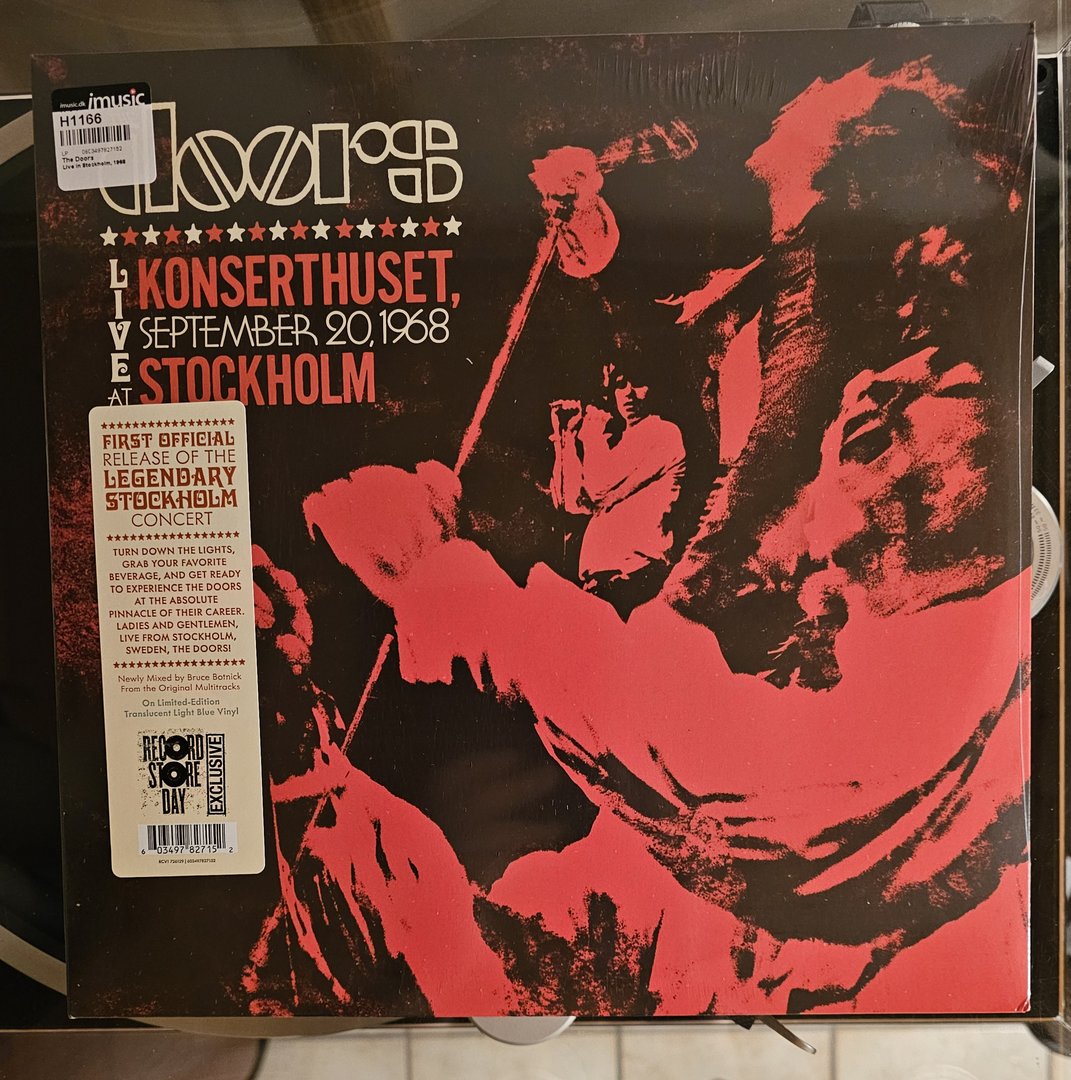 imusic.dk imusic
H1166
LP 0603497827152
The Doors
Live in Stockholm, 1968
doors
LIVE AT
KONSERTHUSET,
SEPTEMBER 20, 1968
STOCKHOLM
FIRST OFFICIAL
RELEASE OF THE
LEGENDARY
STOCKHOLM
CONCERT
TURN DOWN THE LIGHTS,
GRAB YOUR FAVORITE
BEVERAGE, AND GET READY
TO EXPERIENCE THE DOORS
AT THE ABSOLUTE
PINNACLE OF THEIR CAREER.
LADIES AND GENTLEMEN,
LIVE FROM STOCKHOLM,
SWEDEN, THE DOORS!
Newly Mixed by Bruce Botnick
From the Original Multitracks
On Limited-Edition
Translucent Light Blue Vinyl
RECORD
STORE
DAY
EXCLUSIVE
6 03497 82715 2